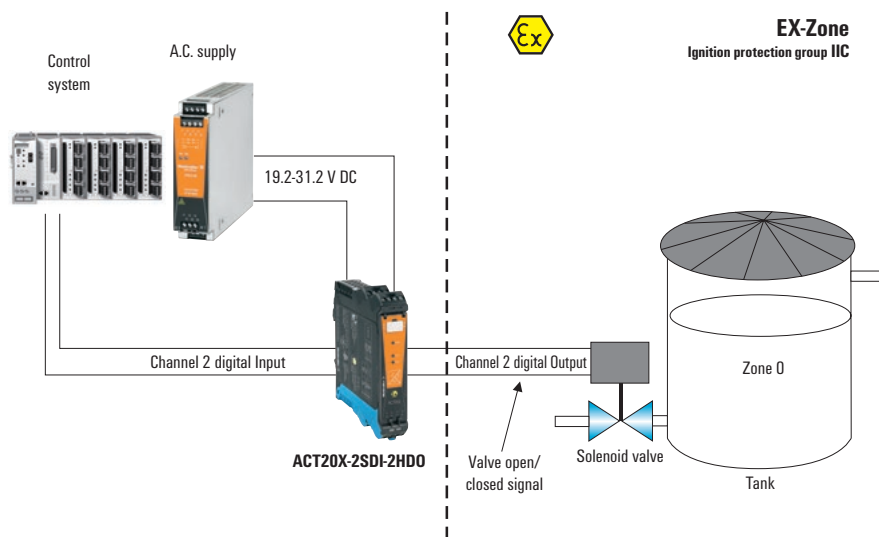 EX-Zone
Ignition protection group IIC
Ex
Control
system
A.C. supply
19.2-31.2 V DC
Channel 2 digital Input
Channel 2 digital Output
ACT20X-2SDI-2HDO
Valve open/
closed signal
Solenoid valve
Zone 0
Tank